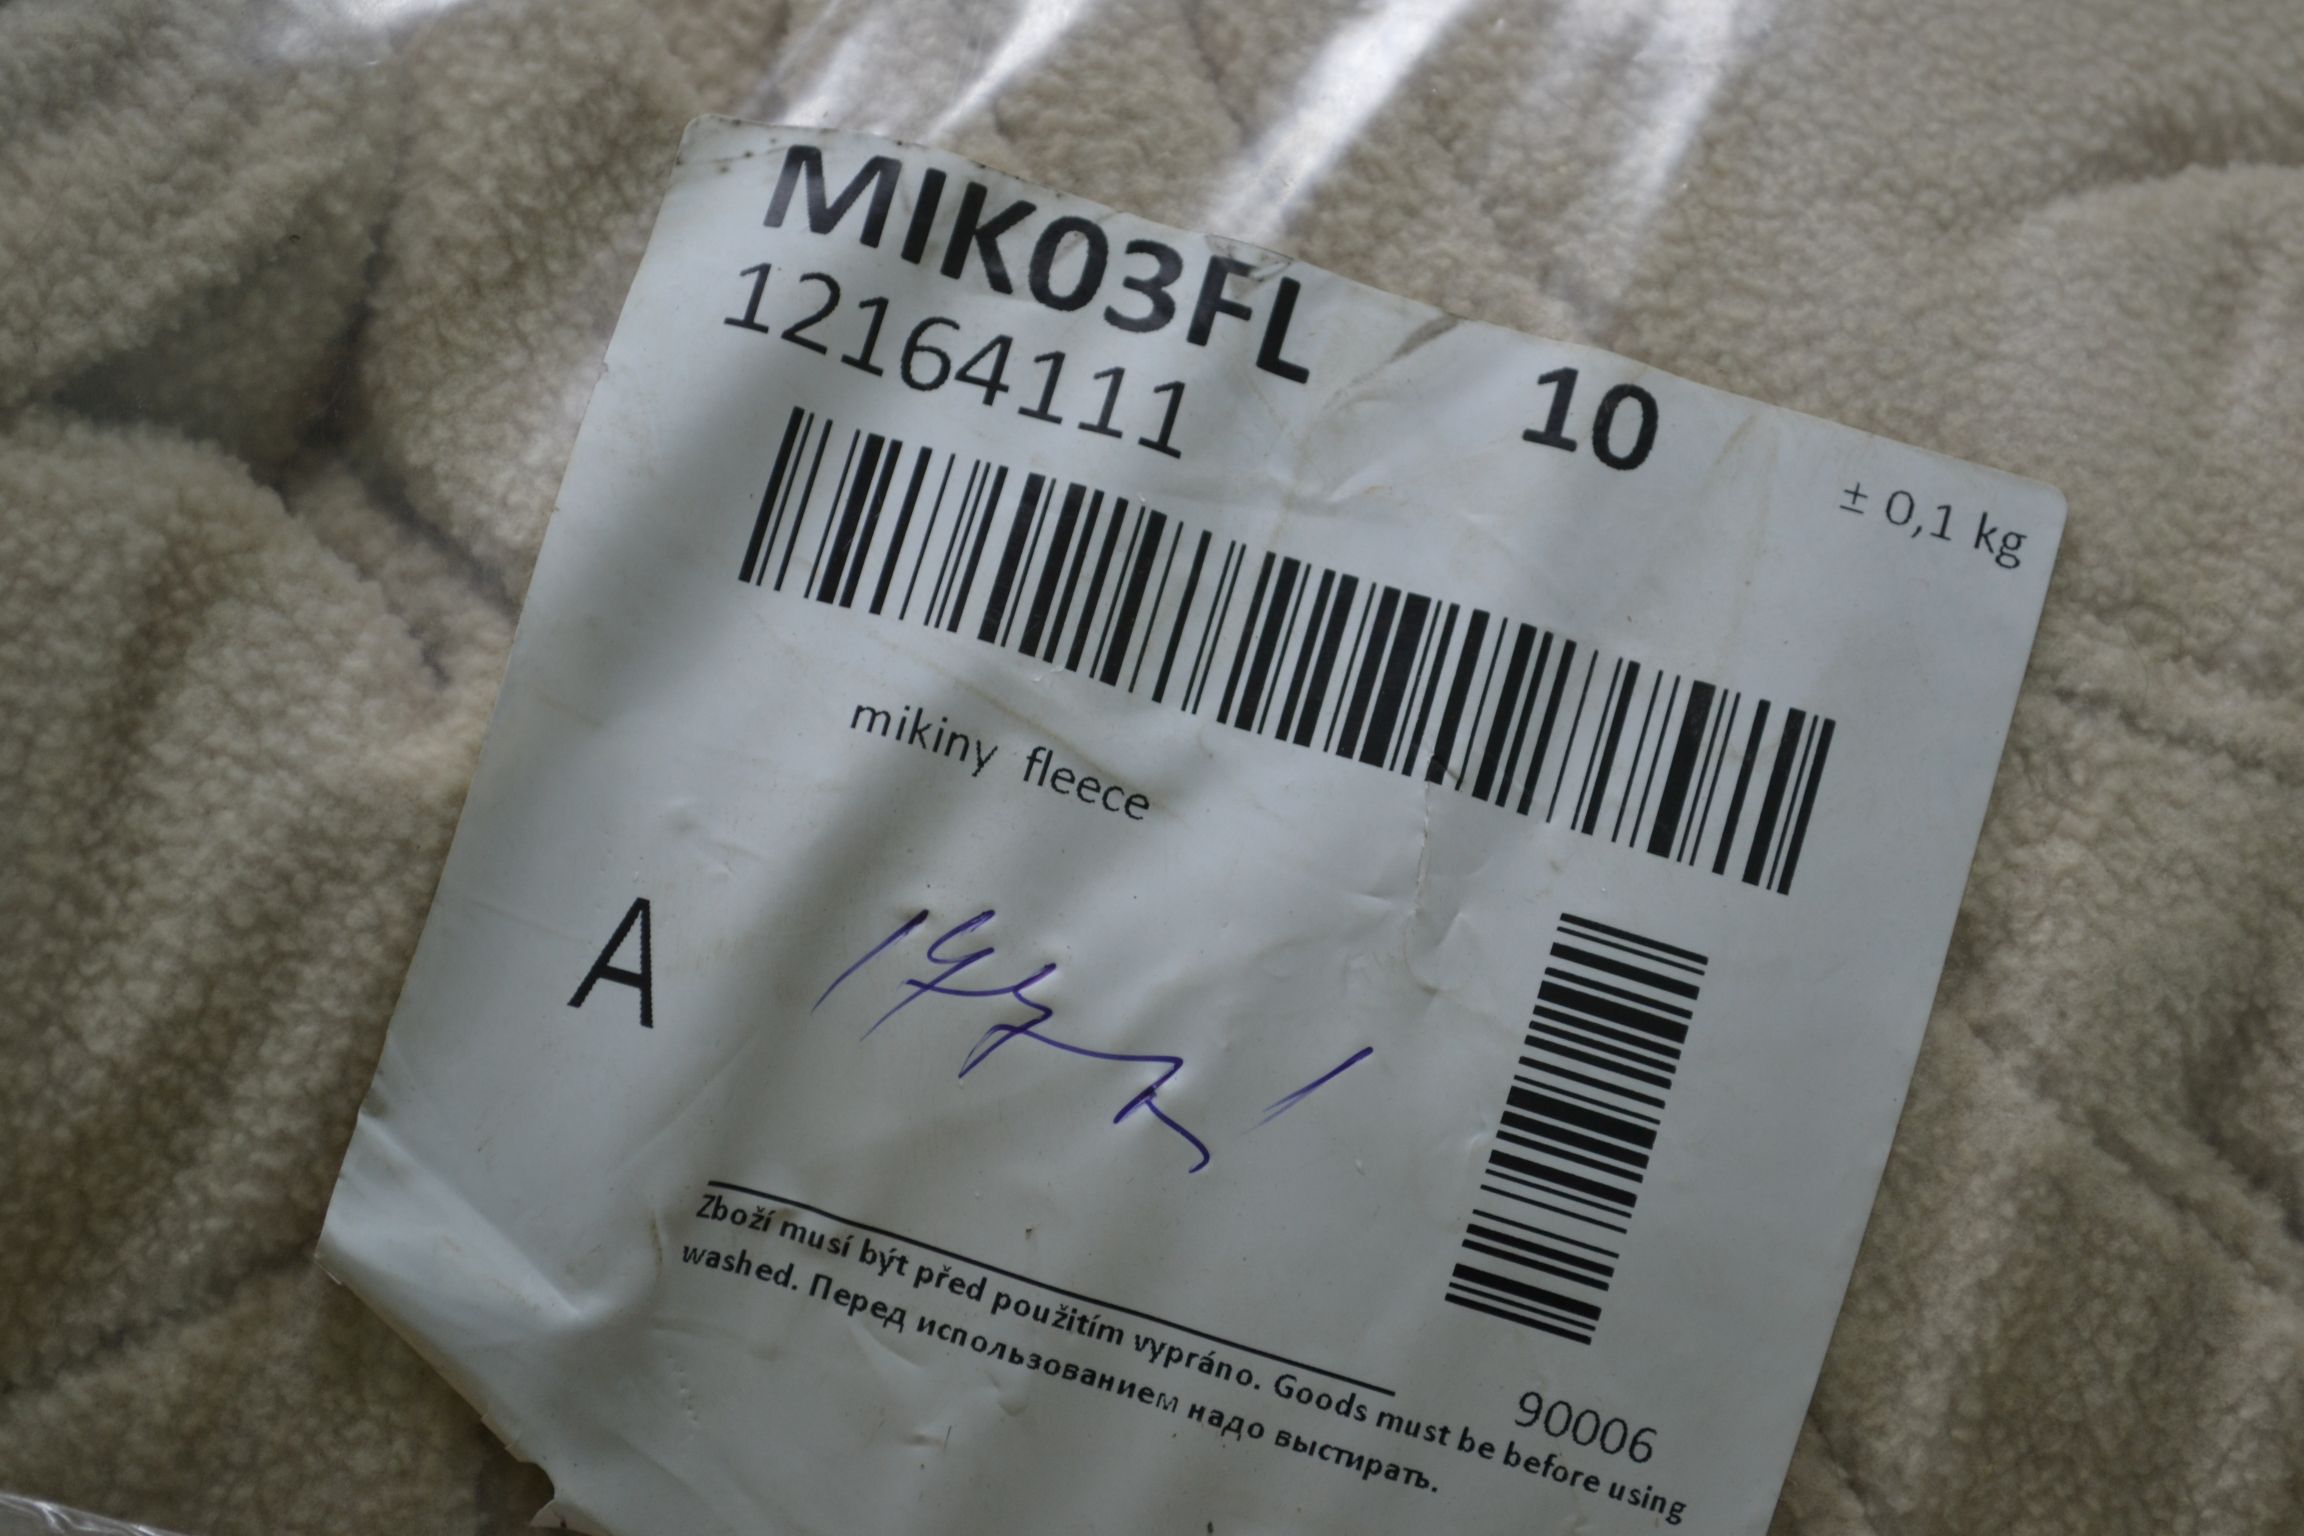 MIK03FL
10
± 0,1 kg
12164111
mikiny fleece
A
90006
Zboží musí být před použitím vypráno. Goods must be before using
washed. Перед использованием надо выстирать.